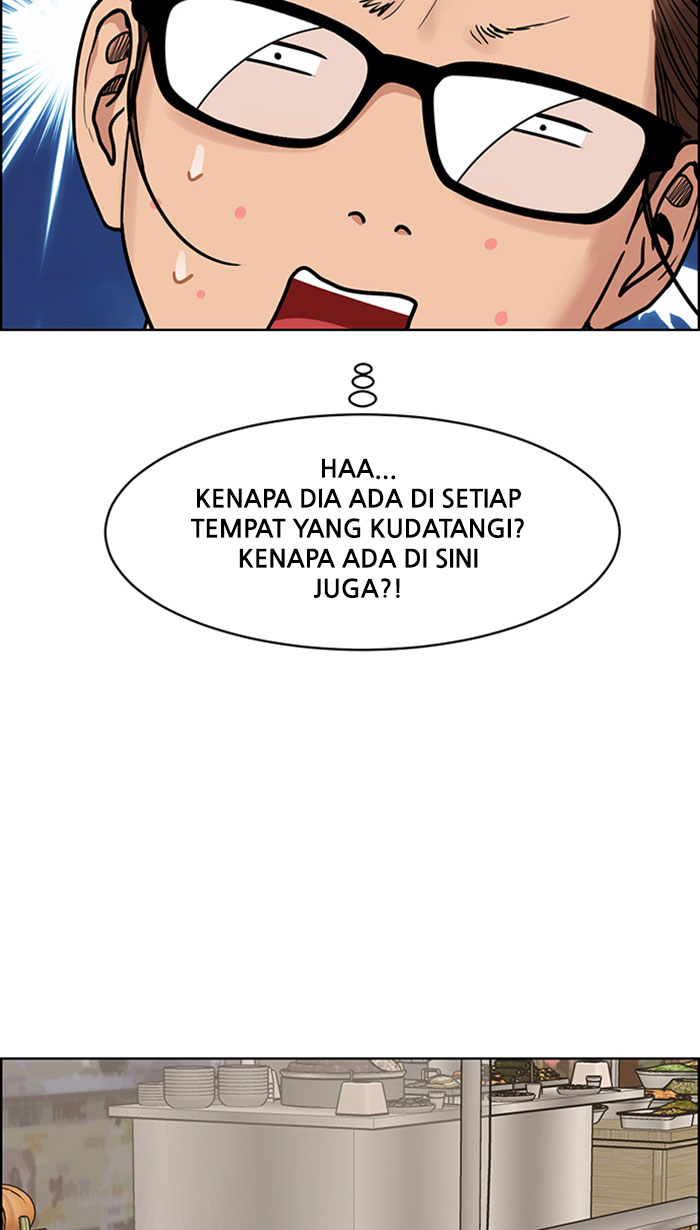 HAA...
KENAPA DIA ADA DI SETIAP
TEMPAT YANG KUDATANGI?
KENAPA ADA DI SINI
JUGA?!